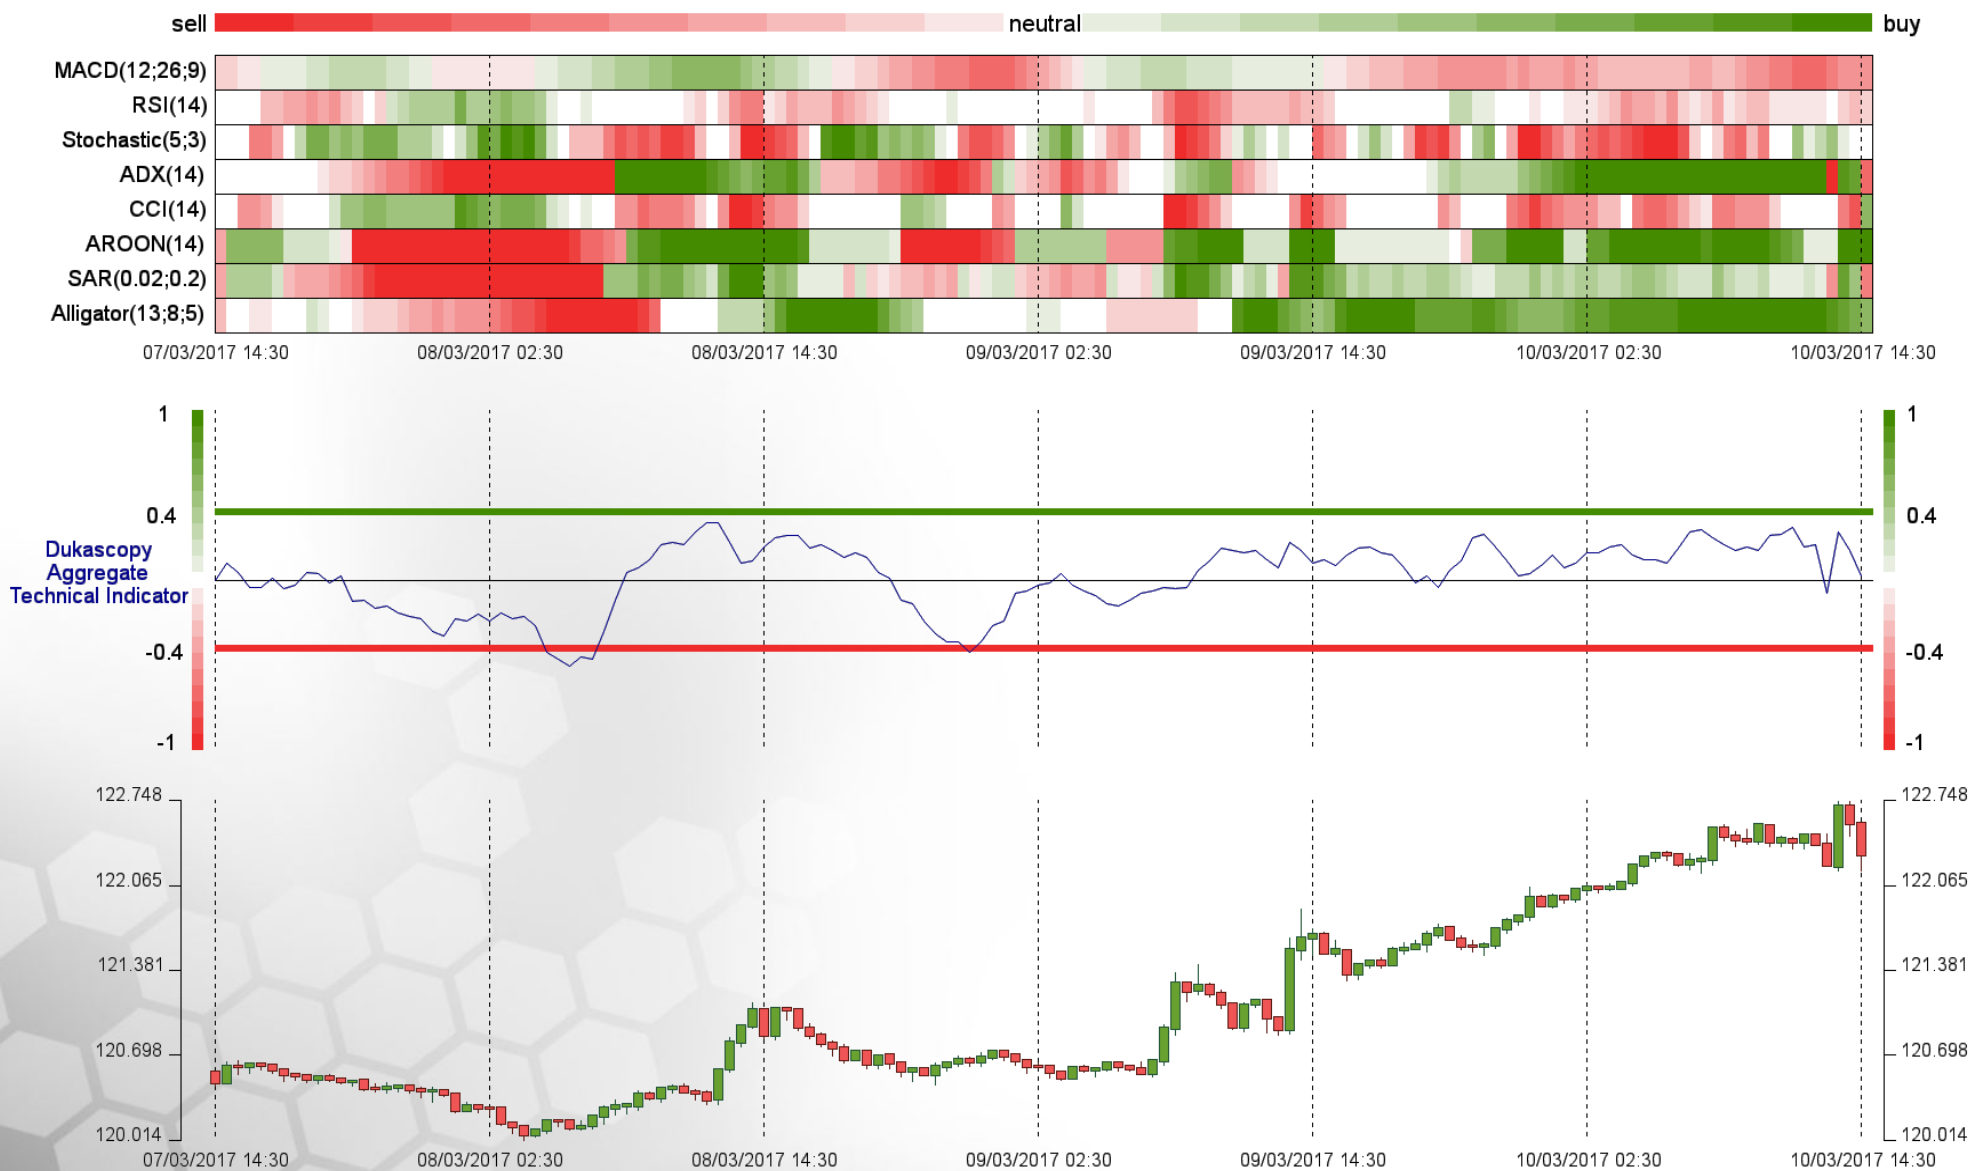 sell neutral buy
MACD(12;26;9)
RSI(14)
Stochastic(5;3)
ADX(14)
CCI(14)
AROON(14)
SAR(0.02;0.2)
Alligator(13;8;5)
07/03/2017 14:30 08/03/2017 02:30 08/03/2017 14:30 09/03/2017 02:30 09/03/2017 14:30 10/03/2017 02:30 10/03/2017 14:30
1 1
0.4 0.4
Dukascopy
Aggregate
Technical Indicator
-0.4 -0.4
-1 -1
122.748 122.748
122.065 122.065
121.381 121.381
120.698 120.698
120.014 120.014
07/03/2017 14:30 08/03/2017 02:30 08/03/2017 14:30 09/03/2017 02:30 09/03/2017 14:30 10/03/2017 02:30 10/03/2017 14:30